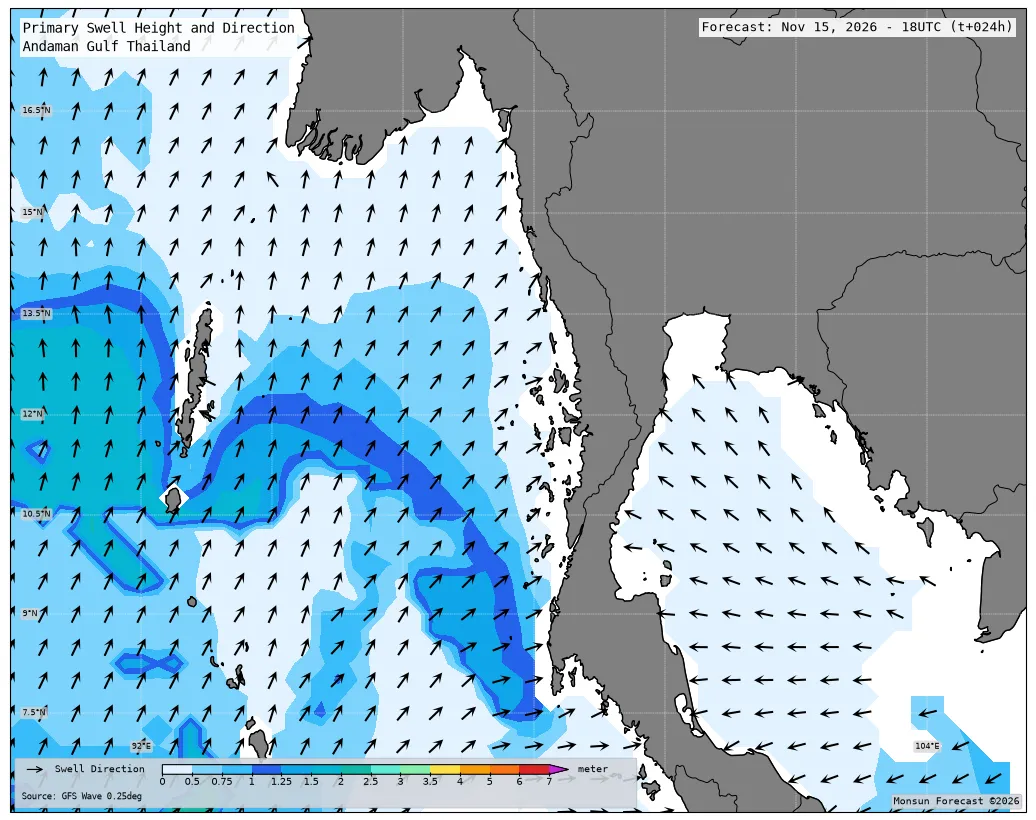 Primary Swell Height and Direction
Andaman Gulf Thailand
Forecast: Nov 15, 2026 - 18UTC (t+024h)
16.5°N
15°N
13.5°N
12°N
10.5°N
9°N
7.5°N
92°E
104°E
Swell Direction
meter
0 0.5 0.75 1 1.25 1.5 2 2.5 3 3.5 4 5 6 7
Source: GFS Wave 0.25deg
Monsun Forecast ©2026